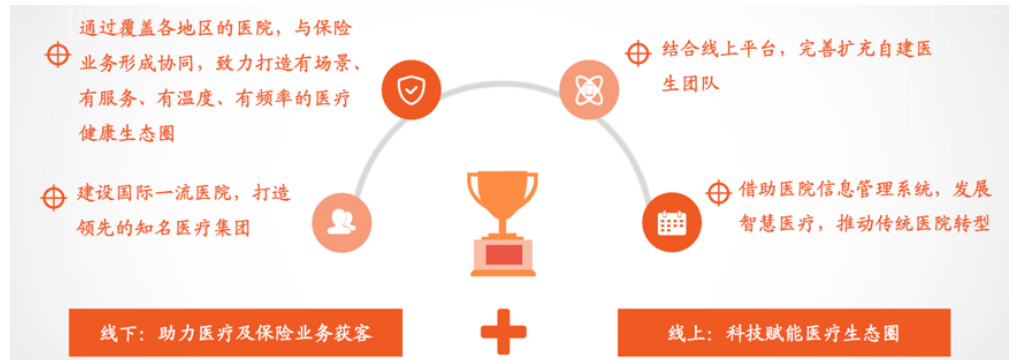 通过覆盖各地区的医院，与保险
业务形成协同，致力打造有场景、
有服务、有温度、有频率的医疗
健康生态圈
建设国际一流医院，打造
领先的知名医疗集团
结合线上平台，完善扩充自建医
生团队
借助医院信息管理系统，发展
智慧医疗，推动传统医院转型
线下：助力医疗及保险业务获客
线上：科技赋能医疗生态圈